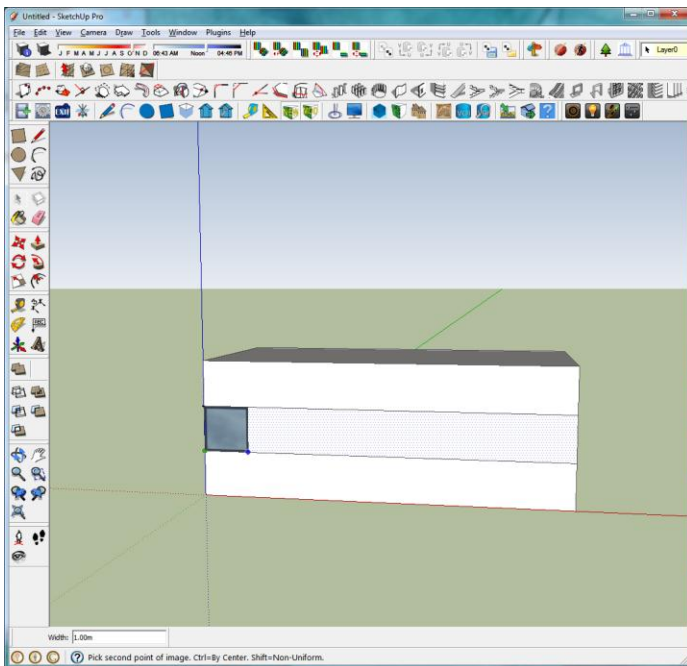 Untitled - SketchUp Pro
File Edit View Camera Draw Tools Window Plugins Help
J F M A M J J A S O N D 06:43 AM Noon 04:46 PM Layer0
Width: 1.00m
Pick second point of image. Ctrl=By Center. Shift=Non-Uniform.